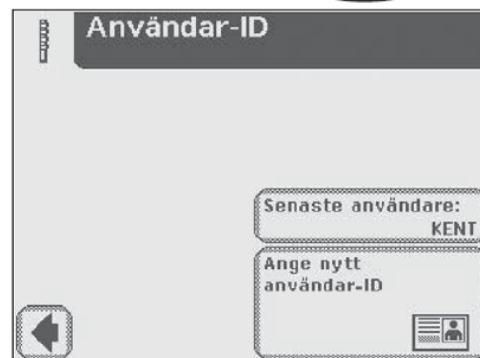 Användar-ID
Senaste användare:
KENT
Ange nytt
användar-ID